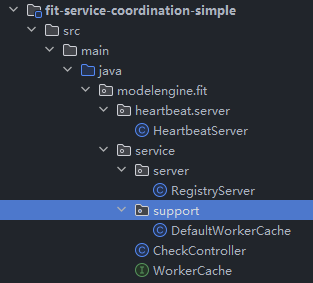 fit-service-coordination-simple
src
main
java
modelengine.fit
heartbeat.server
HeartbeatServer
service
server
RegistryServer
support
DefaultWorkerCache
CheckController
WorkerCache